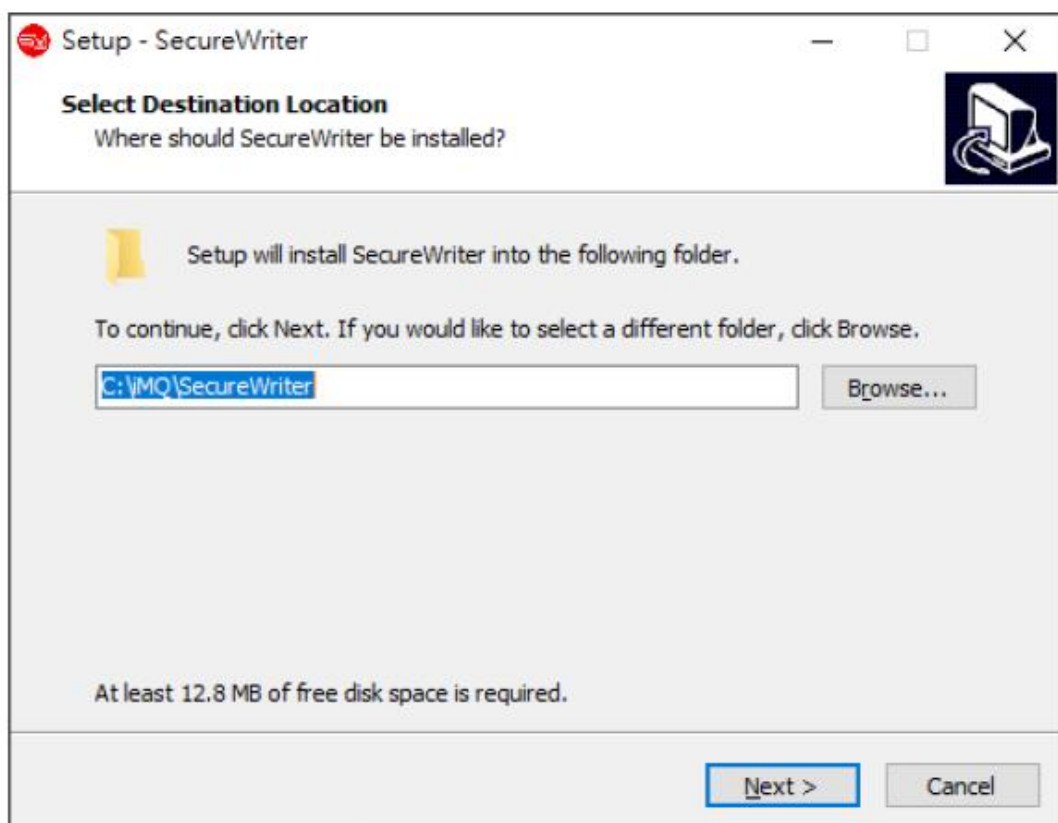 Setup - SecureWriter
Select Destination Location
Where should SecureWriter be installed?
Setup will install SecureWriter into the following folder.
To continue, click Next. If you would like to select a different folder, click Browse.
C:\iMQ\SecureWriter
Browse...
At least 12.8 MB of free disk space is required.
Next >
Cancel